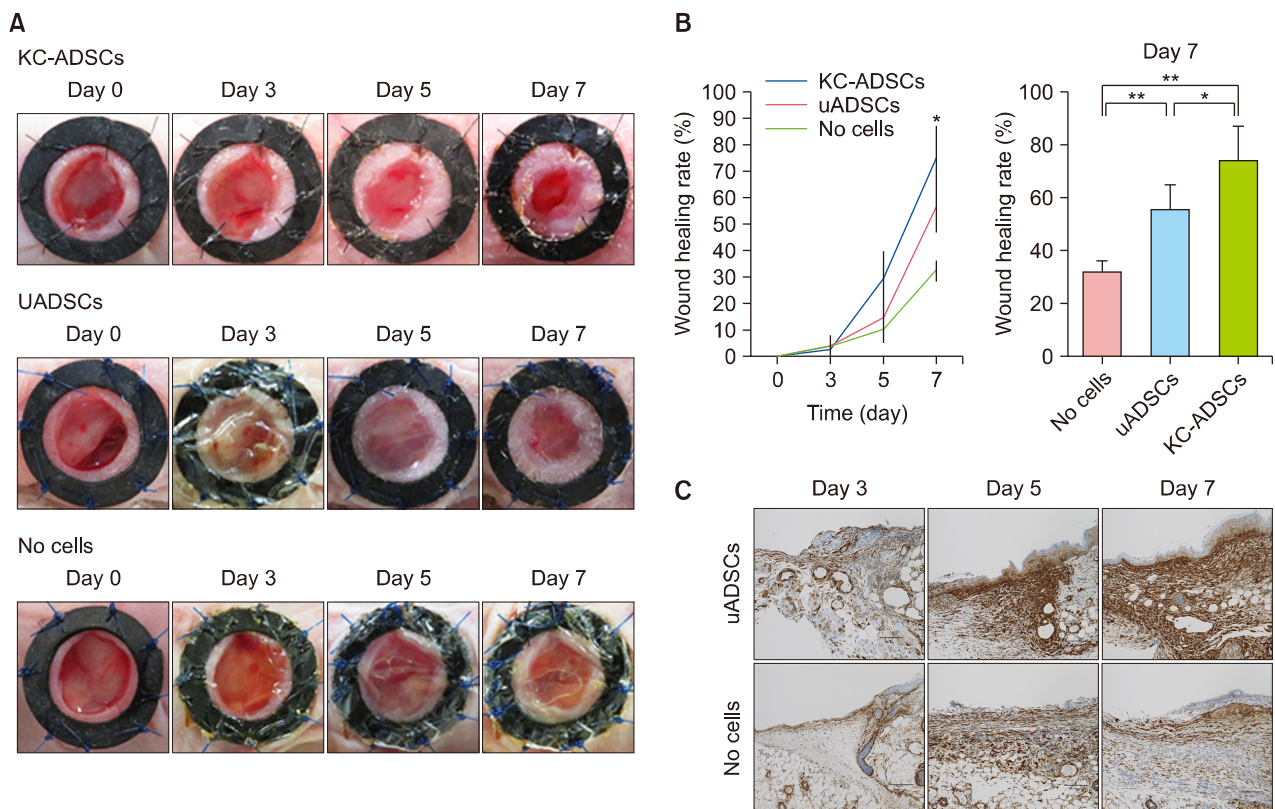 A
KC-ADSCs
Day 0 Day 3 Day 5 Day 7
UADSCs
Day 0 Day 3 Day 5 Day 7
No cells
Day 0 Day 3 Day 5 Day 7
B
KC-ADSCs
uADSCs
No cells
Wound healing rate (%)
100
90
80
70
60
50
40
30
20
10
0
*
0 3 5 7
Time (day)
Day 7
**
** *
Wound healing rate (%)
100
80
60
40
20
0
No cells
uADSCs
KC-ADSCs
C
Day 3 Day 5 Day 7
uADSCs
No cells